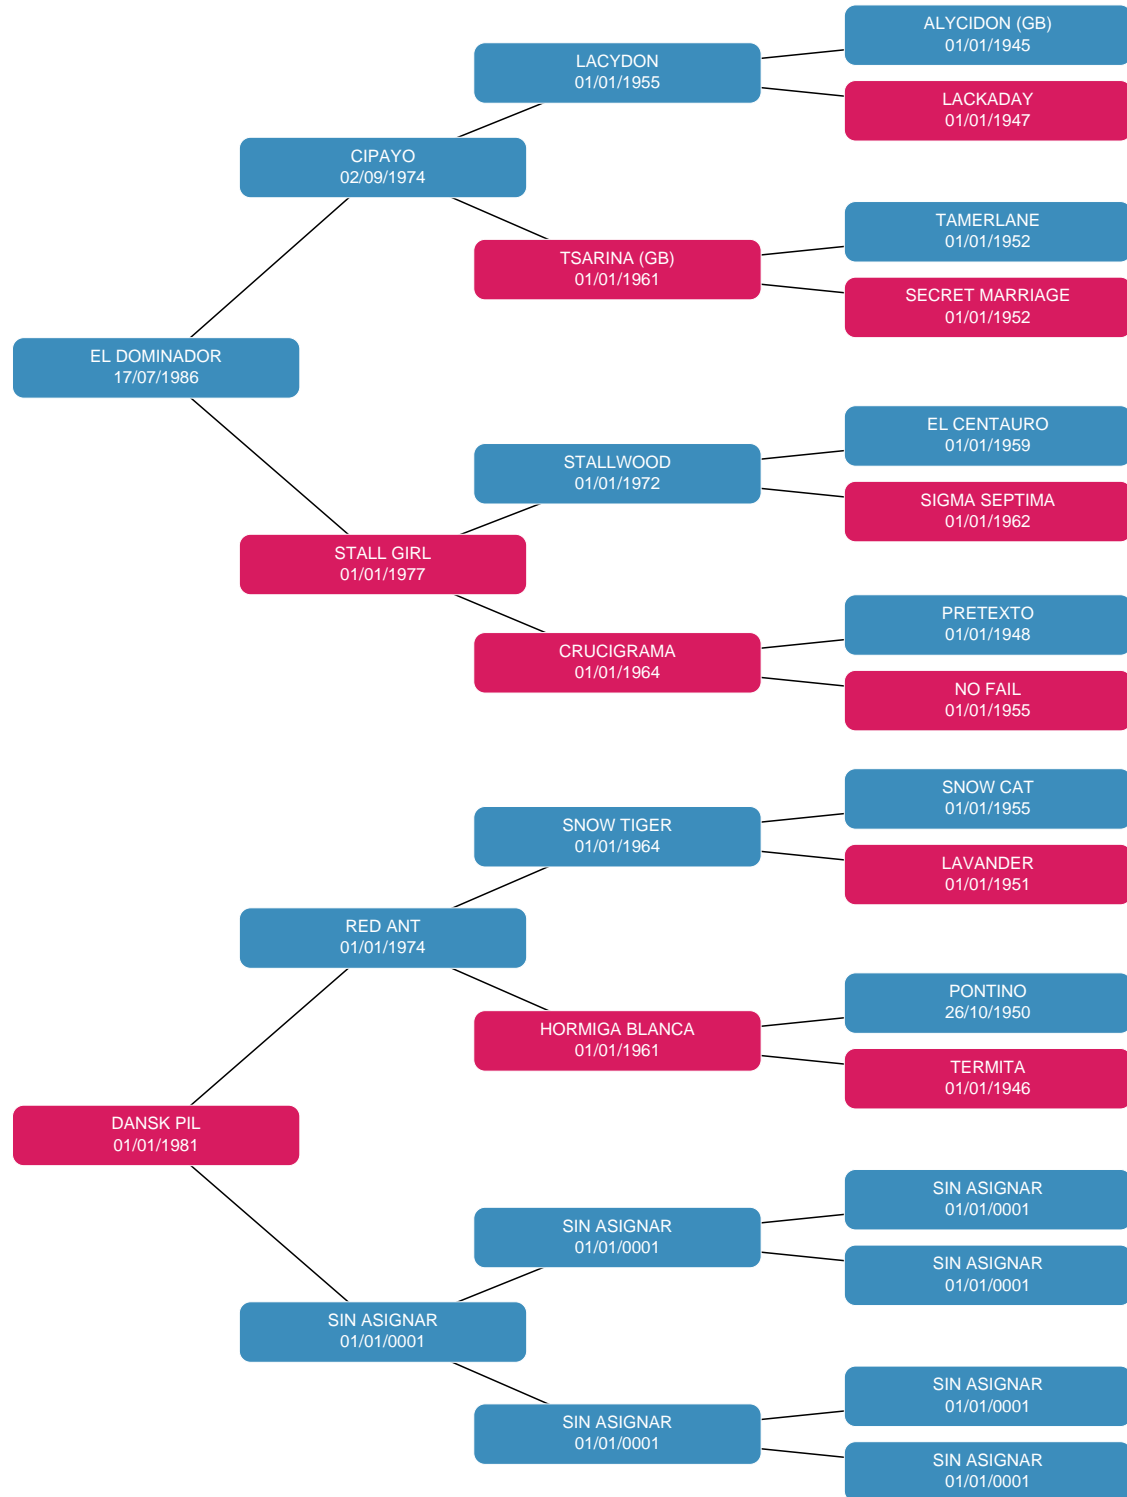 ALYCIDON (GB)
01/01/1945
LACYDON
01/01/1955
LACKADAY
01/01/1947
CIPAYO
02/09/1974
TAMERLANE
01/01/1952
TSARINA (GB)
01/01/1961
SECRET MARRIAGE
01/01/1952
EL DOMINADOR
17/07/1986
EL CENTAURO
01/01/1959
STALLWOOD
01/01/1972
SIGMA SEPTIMA
01/01/1962
STALL GIRL
01/01/1977
PRETEXTO
01/01/1948
CRUCIGRAMA
01/01/1964
NO FAIL
01/01/1955
SNOW CAT
01/01/1955
SNOW TIGER
01/01/1964
LAVANDER
01/01/1951
RED ANT
01/01/1974
PONTINO
26/10/1950
HORMIGA BLANCA
01/01/1961
TERMITA
01/01/1946
DANSK PIL
01/01/1981
SIN ASIGNAR
01/01/0001
SIN ASIGNAR
01/01/0001
SIN ASIGNAR
01/01/0001
SIN ASIGNAR
01/01/0001
SIN ASIGNAR
01/01/0001
SIN ASIGNAR
01/01/0001
SIN ASIGNAR
01/01/0001